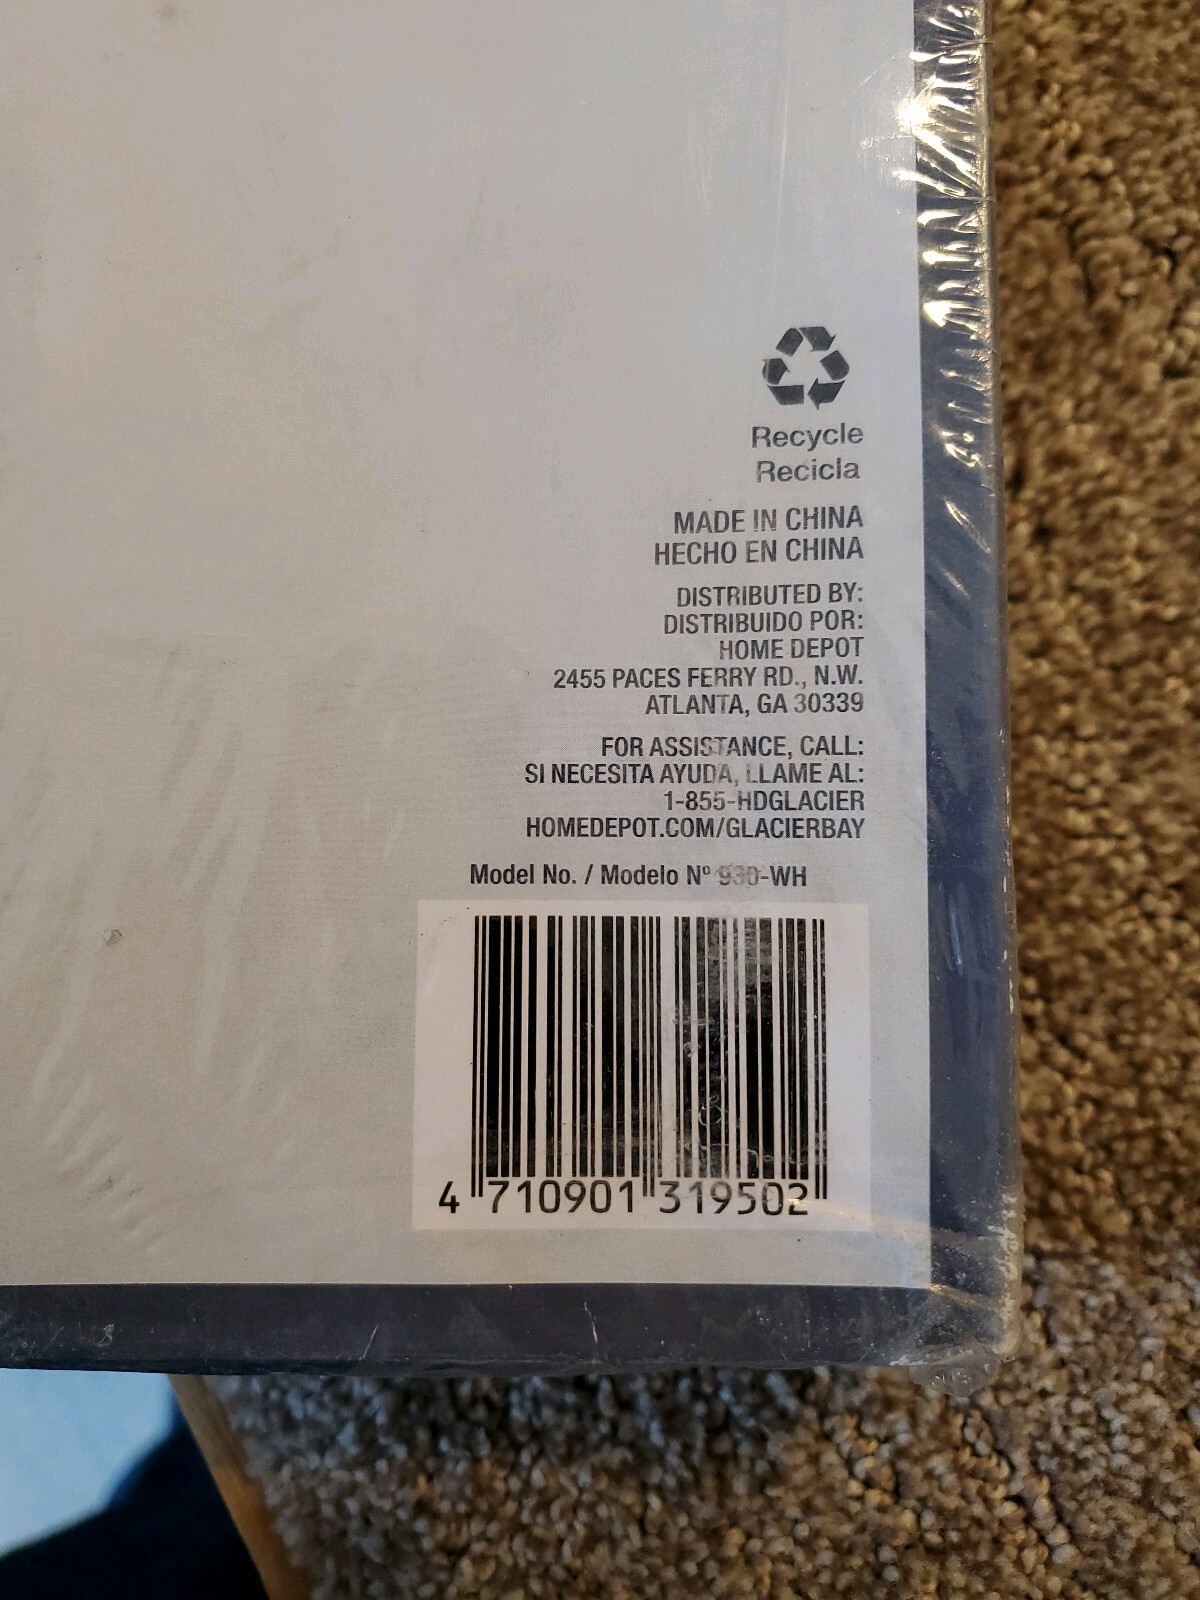 Recycle
Recicla
MADE IN CHINA
HECHO EN CHINA
DISTRIBUTED BY:
DISTRIBUIDO POR:
HOME DEPOT
2455 PACES FERRY RD., N.W.
ATLANTA, GA 30339
FOR ASSISTANCE, CALL:
SI NECESITA AYUDA, LLAME AL:
1-855-HDGLACIER
HOMEDEPOT.COM/GLACIERBAY
Model No. / Modelo Nº 930-WH
4 710901 319502